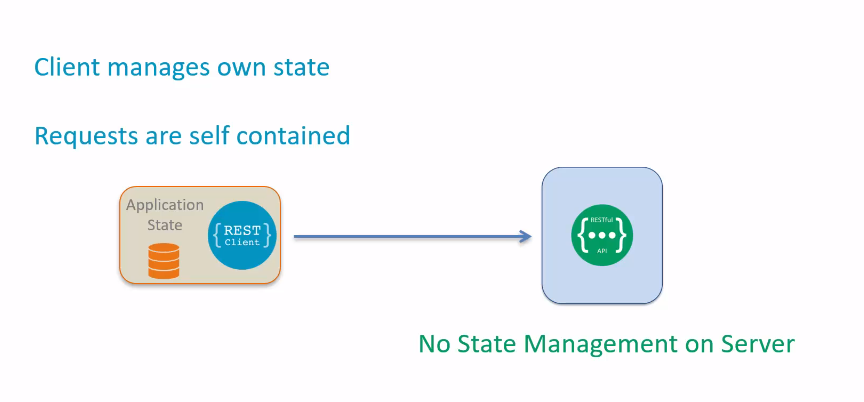 Client manages own state
Requests are self contained
Application
State
{REST}
Client
RESTful
{•••}
API
No State Management on Server